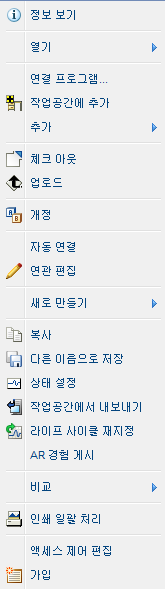 정보 보기
열기
연결 프로그램...
작업공간에 추가
추가
체크 아웃
업로드
개정
자동 연결
연관 편집
새로 만들기
복사
다른 이름으로 저장
상태 설정
작업공간에서 내보내기
라이프 사이클 재지정
AR 경험 게시
비교
인쇄 일괄 처리
액세스 제어 편집
가입